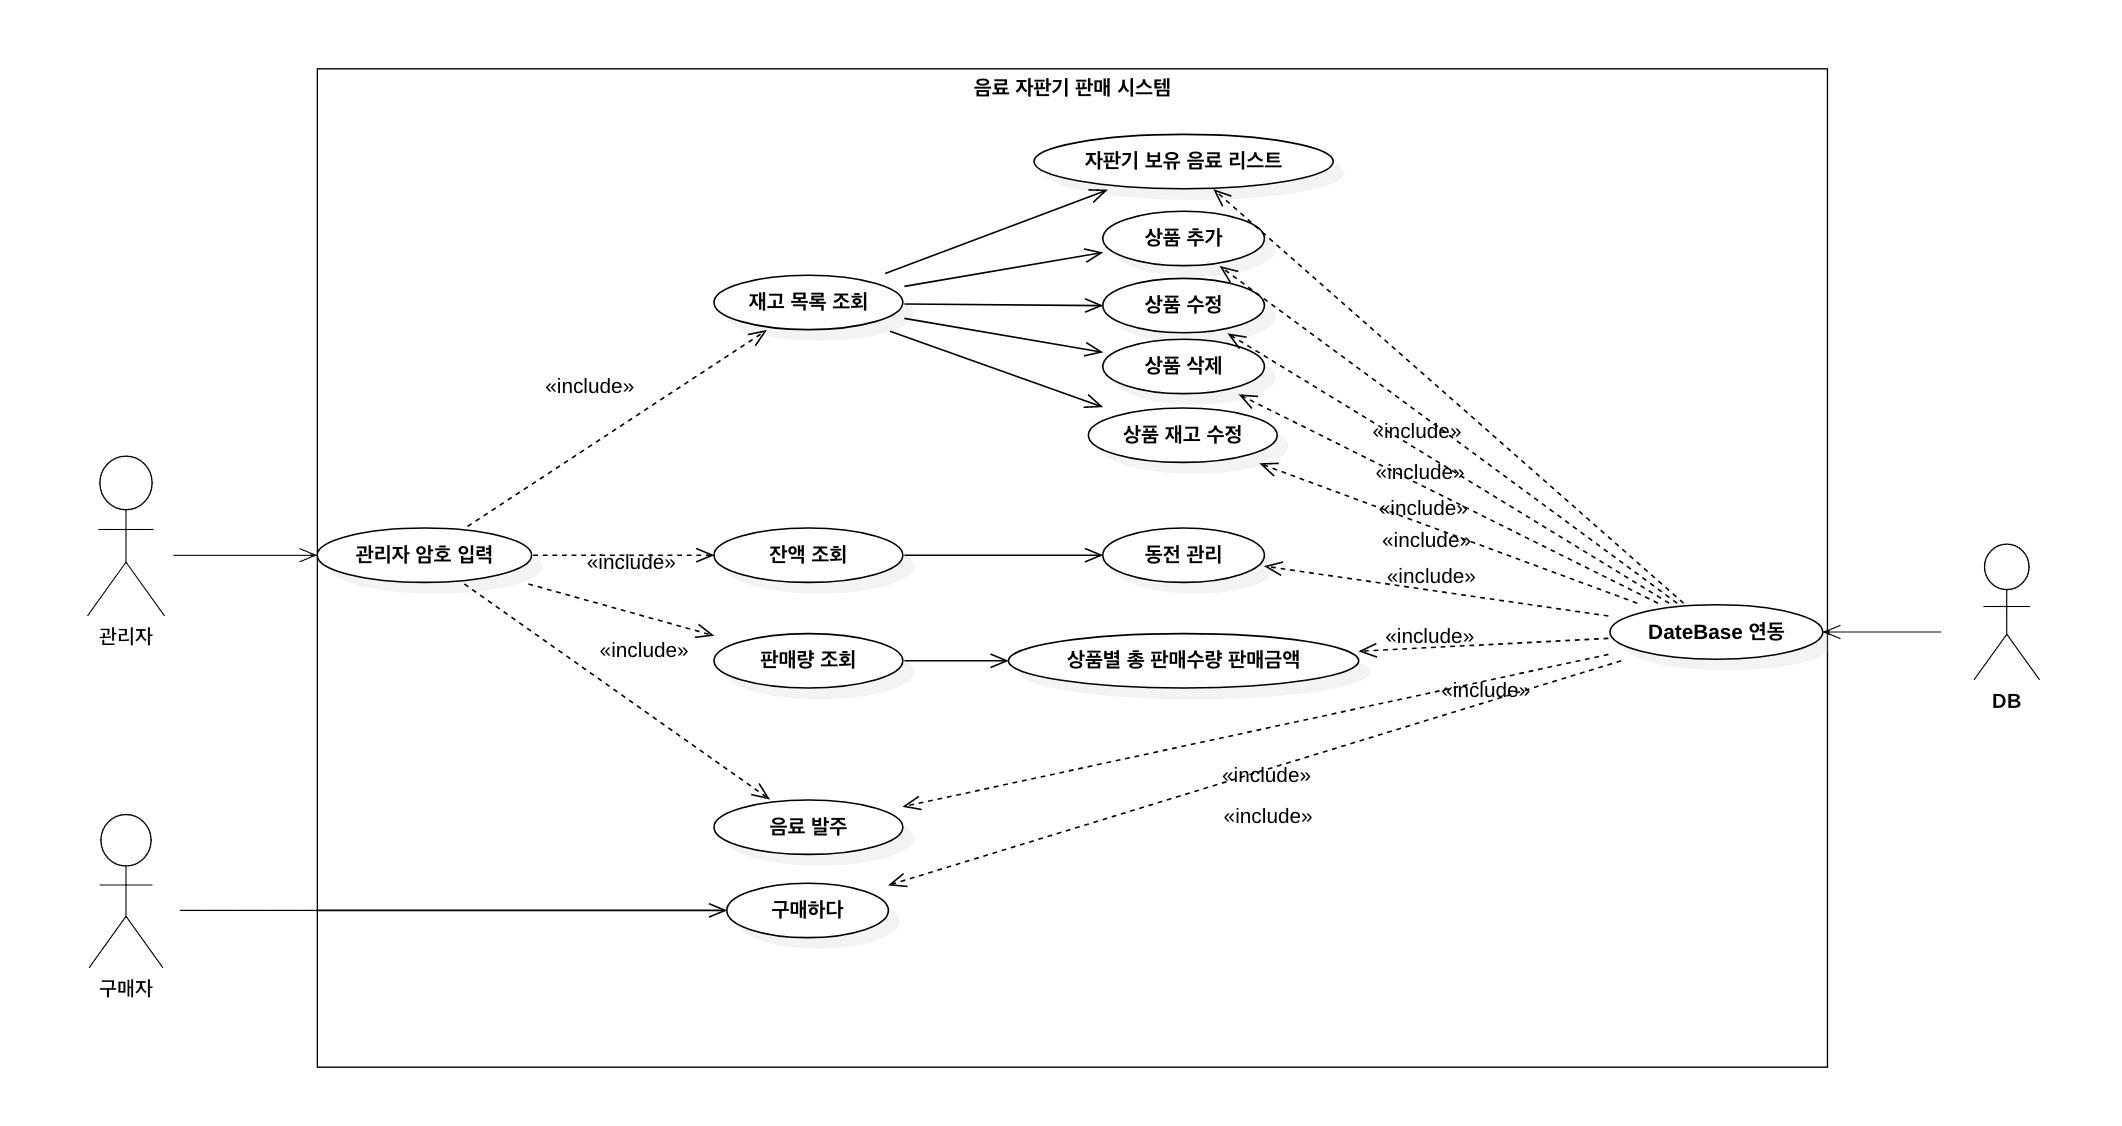 음료 자판기 판매 시스템
자판기 보유 음료 리스트
상품 추가
재고 목록 조회
상품 수정
상품 삭제
«include»
상품 재고 수정
«include»
«include»
«include»
«include»
관리자 암호 입력
«include»
잔액 조회
동전 관리
«include»
관리자
«include»
판매량 조회
상품별 총 판매수량 판매금액
«include»
DateBase 연동
«include»
DB
«include»
«include»
음료 발주
구매하다
구매자